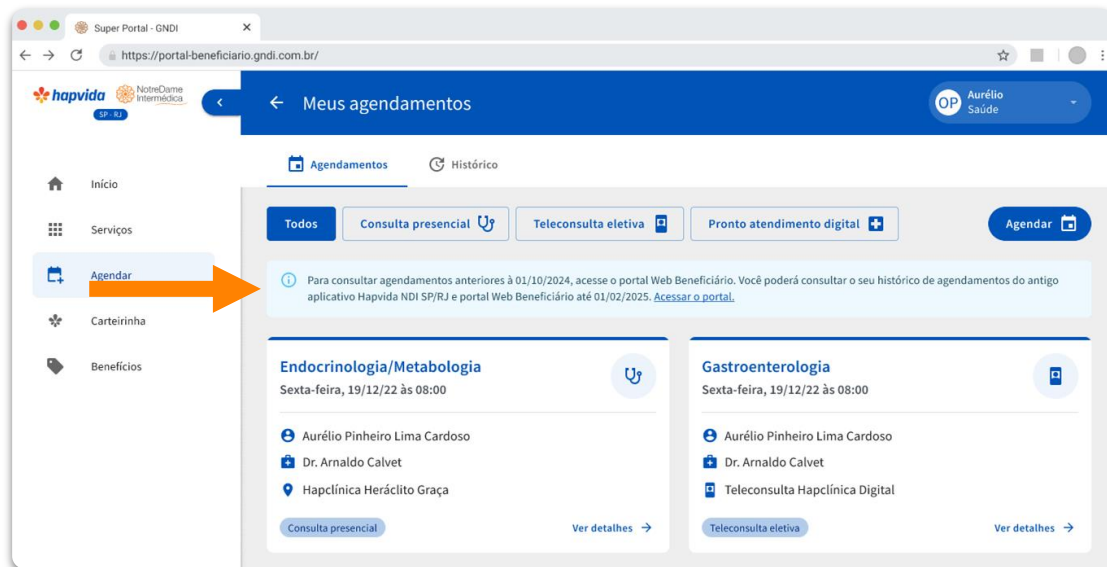 Super Portal - GNDI
https://portal-beneficiario.gndi.com.br/
hapvida NotreDame Intermédica
SP - RJ
Início
Serviços
Agendar
Carteirinha
Benefícios
Meus agendamentos
OP Aurélio
Saúde
Agendamentos Histórico
Todos Consulta presencial Teleconsulta eletiva Pronto atendimento digital Agendar
Para consultar agendamentos anteriores à 01/10/2024, acesse o portal Web Beneficiário. Você poderá consultar o seu histórico de agendamentos do antigo
aplicativo Hapvida NDI SP/RJ e portal Web Beneficiário até 01/02/2025. Acessar o portal.
Endocrinologia/Metabologia
Sexta-feira, 19/12/22 às 08:00
Aurélio Pinheiro Lima Cardoso
Dr. Arnaldo Calvet
Hapclínica Heráclito Graça
Consulta presencial Ver detalhes
Gastroenterologia
Sexta-feira, 19/12/22 às 08:00
Aurélio Pinheiro Lima Cardoso
Dr. Arnaldo Calvet
Teleconsulta Hapclínica Digital
Teleconsulta eletiva Ver detalhes